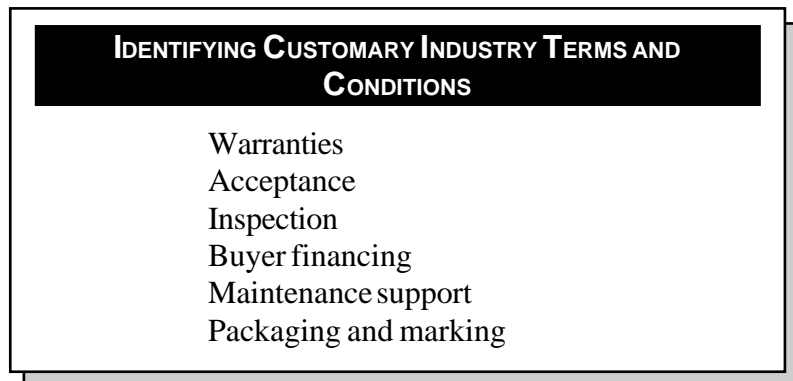 IDENTIFYING CUSTOMARY INDUSTRY TERMS AND
CONDITIONS
Warranties
Acceptance
Inspection
Buyer financing
Maintenance support
Packaging and marking